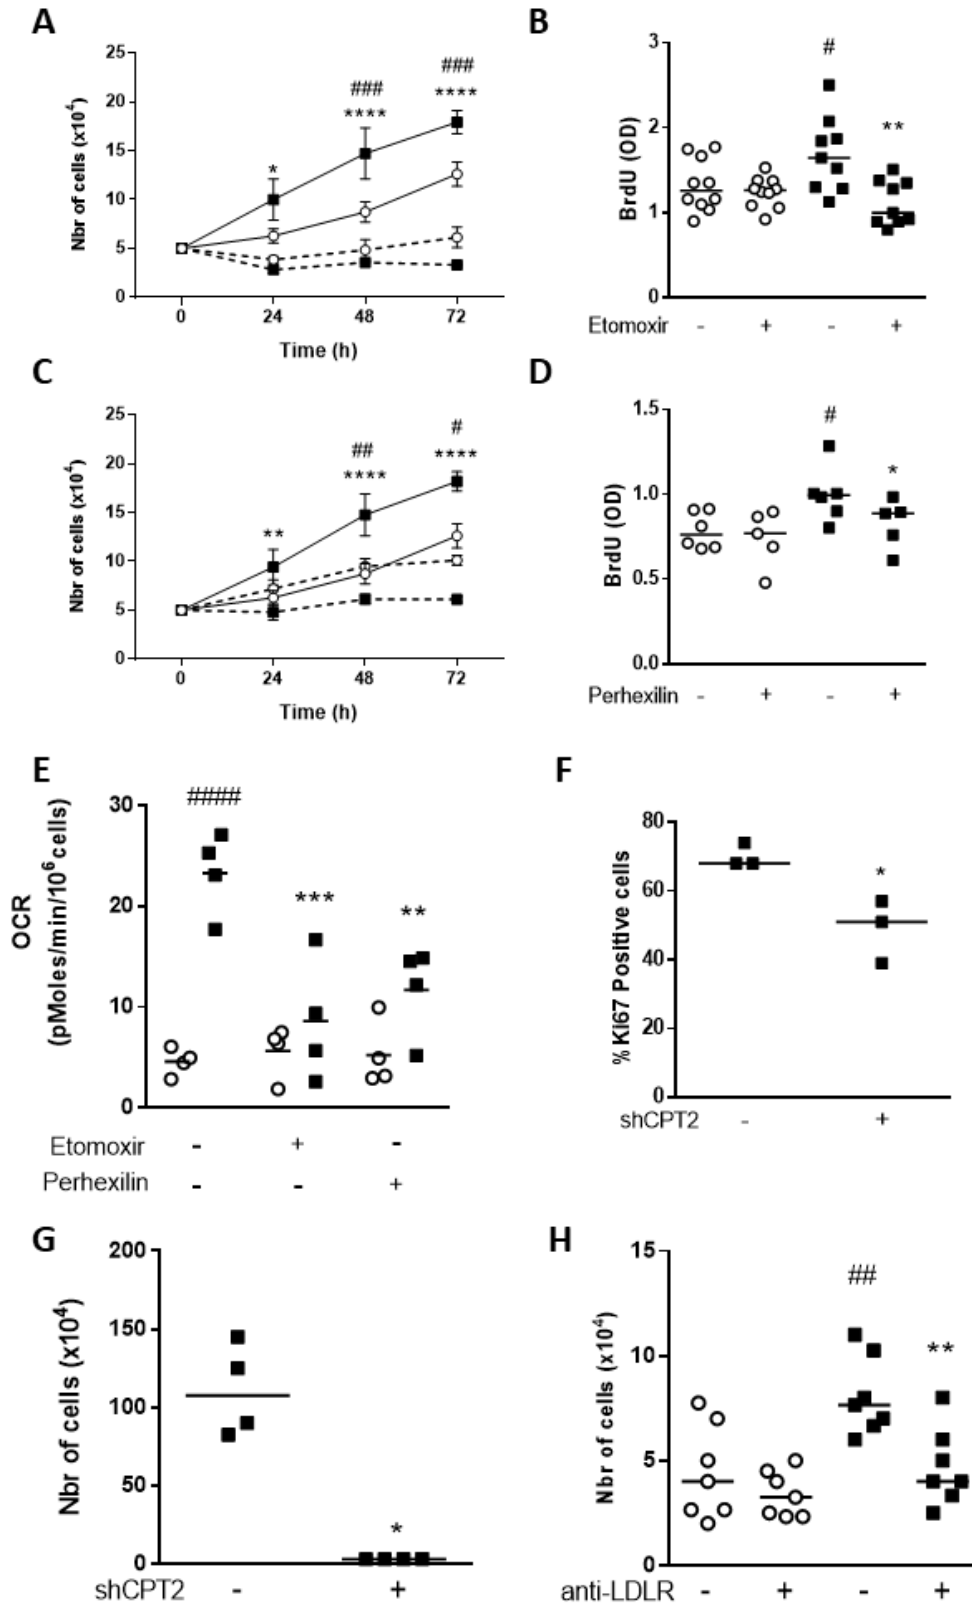 A
25
20
15
10
5
0
Nbr of cells (x10⁴)
*
###
****
###
****
0 24 48 72
Time (h)
B
3
2
1
0
BrdU (OD)
#
**
Etomoxir - + - +
C
25
20
15
10
5
0
Nbr of cells (x10⁴)
**
##
****
#
****
0 24 48 72
Time (h)
D
1.5
1.0
0.5
0.0
BrdU (OD)
#
*
Perhexilin - + - +
E
30
20
10
0
OCR
(pMoles/min/10⁶ cells)
####
***
**
Etomoxir - + -
Perhexilin - - +
F
80
60
40
20
0
% Ki67 Positive cells
*
shCPT2 - +
G
200
150
100
50
0
Nbr of cells (x10⁴)
*
shCPT2 - +
H
15
10
5
0
Nbr of cells (x10⁴)
##
**
anti-LDLR - + - +